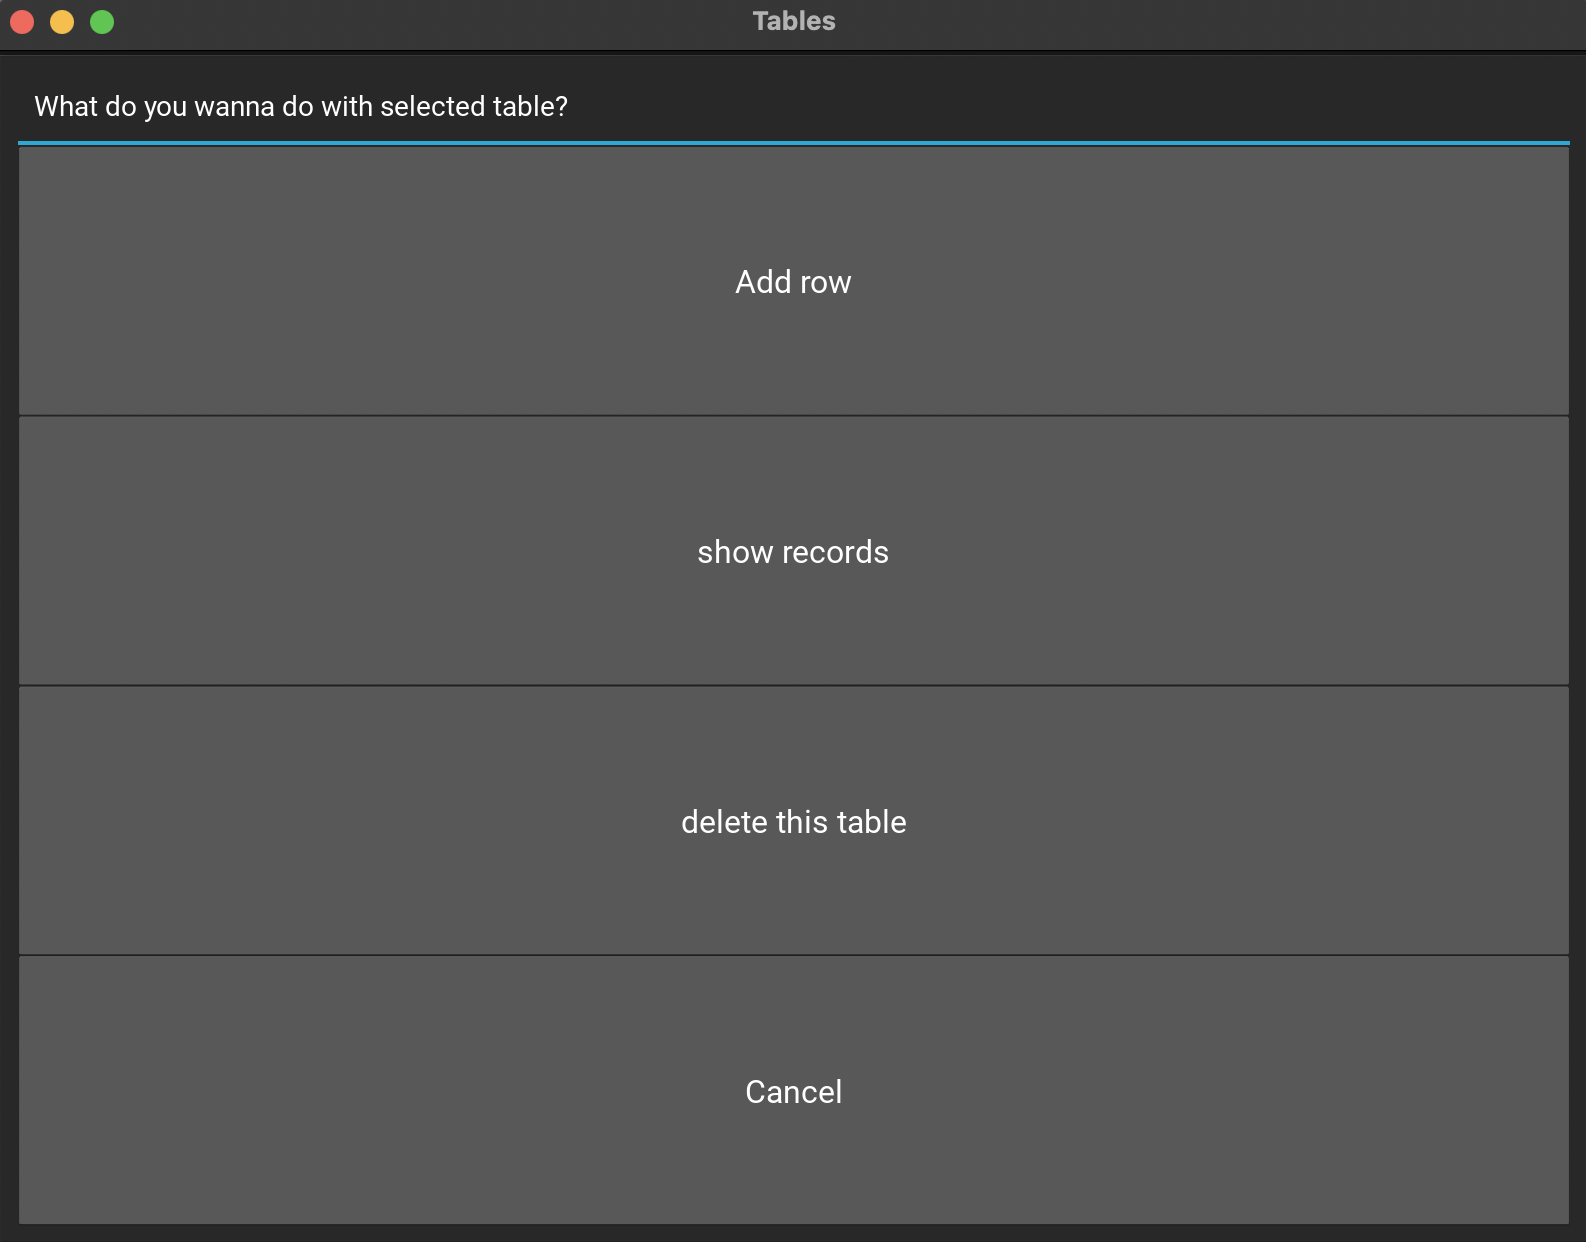 Tables
What do you wanna do with selected table?
Add row
show records
delete this table
Cancel